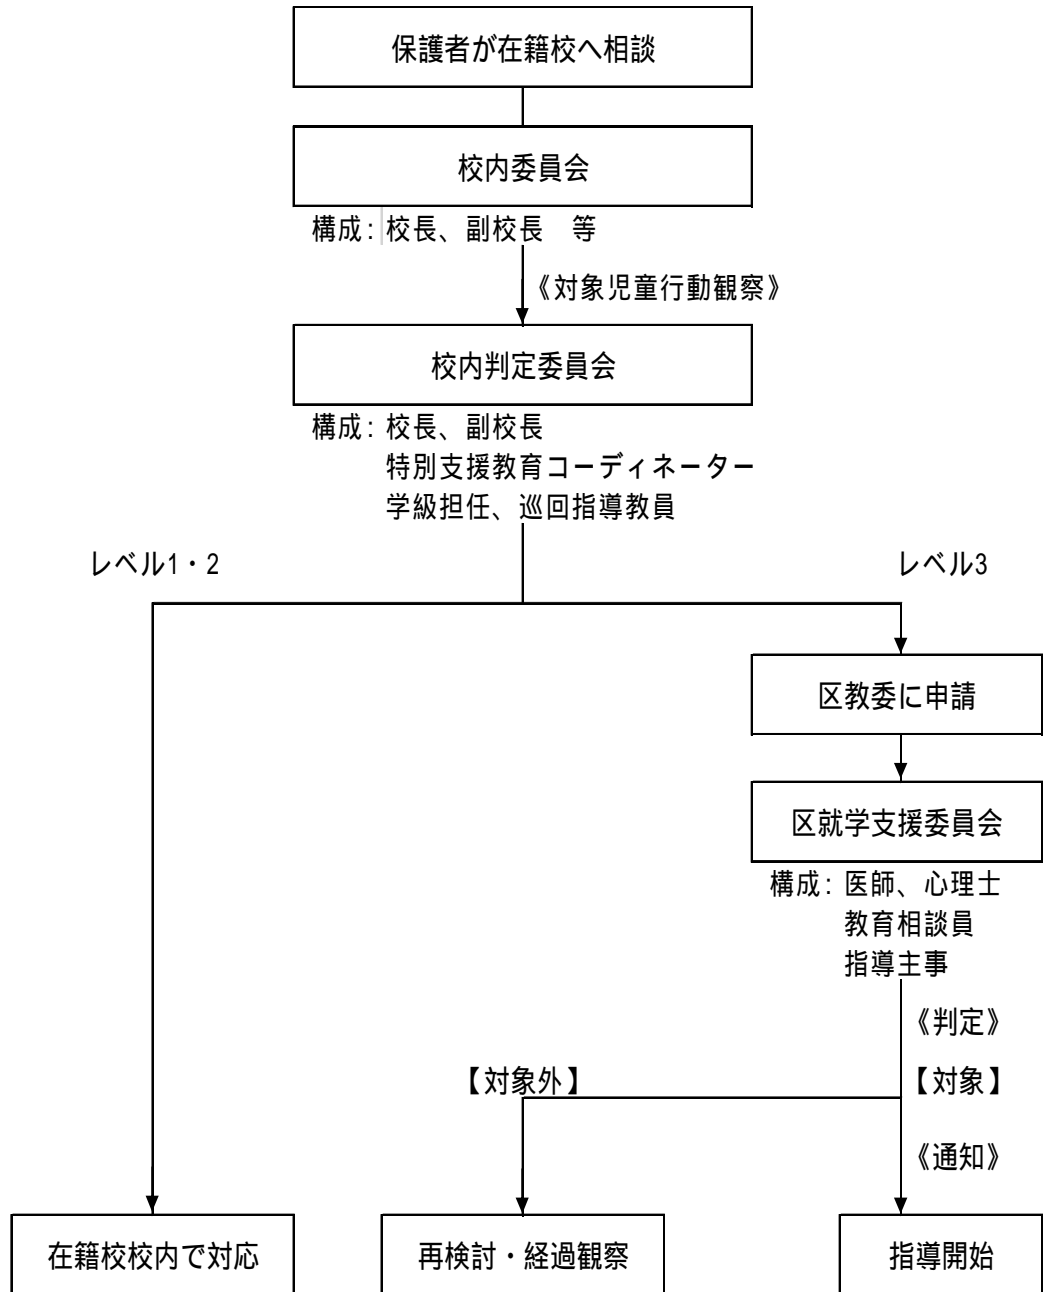 保護者が在籍校へ相談
校内委員会
構成：校長、副校長　等
《対象児童行動観察》
校内判定委員会
構成：校長、副校長
特別支援教育コーディネーター
学級担任、巡回指導教員
レベル1・2
レベル3
区教委に申請
区就学支援委員会
構成：医師、心理士
教育相談員
指導主事
《判定》
【対象外】
【対象】
《通知》
在籍校校内で対応
再検討・経過観察
指導開始